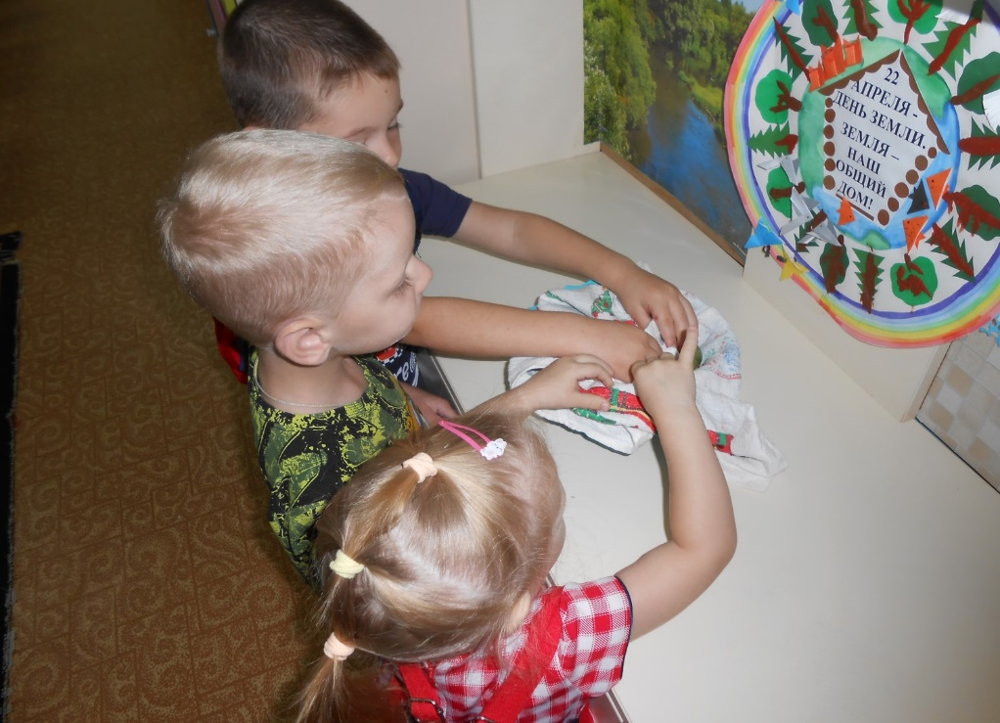 22
АПРЕЛЯ -
ДЕНЬ ЗЕМЛИ.
ЗЕМЛЯ –
НАШ
ОБЩИЙ
ДОМ!